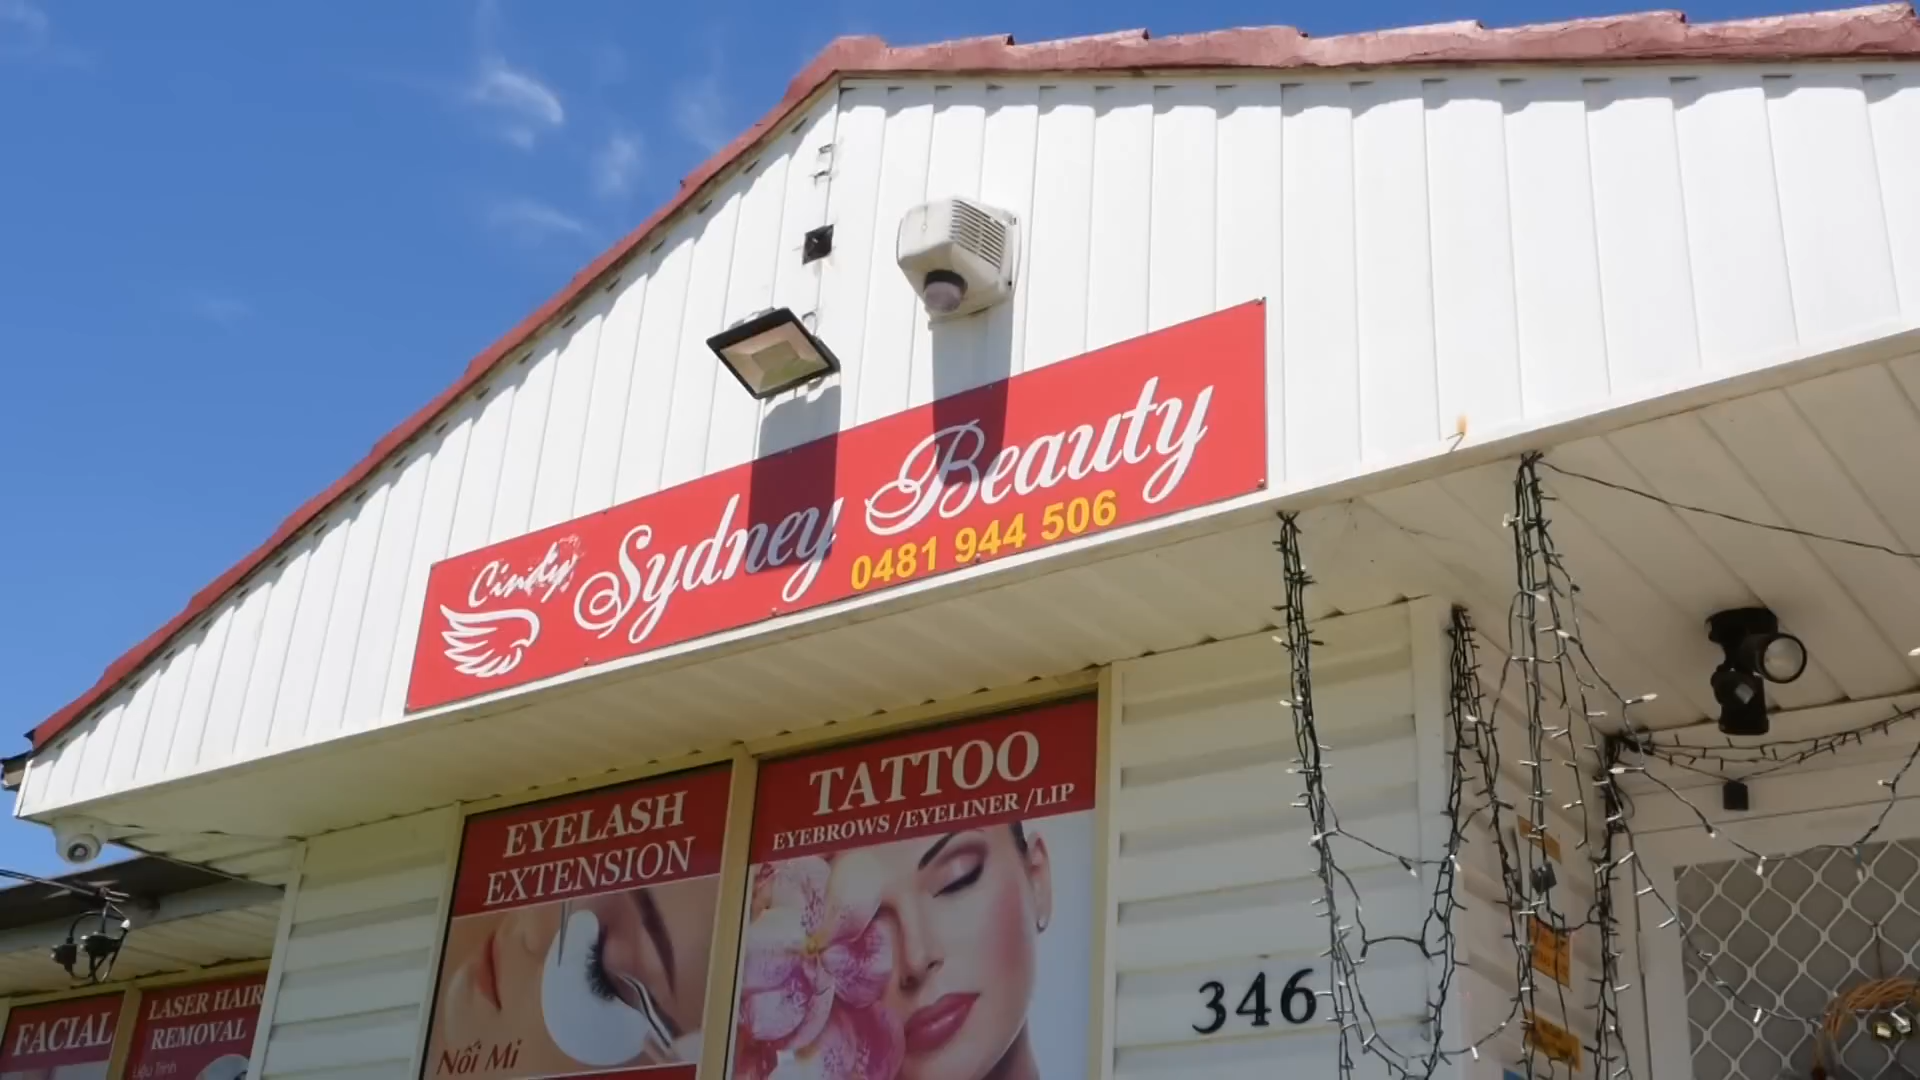 Cindy
Sydney Beauty
0481 944 506
EYELASH
EXTENSION
Nối Mi
TATTOO
EYEBROWS /EYELINER /LIP
346
FACIAL
LASER HAIR
REMOVAL